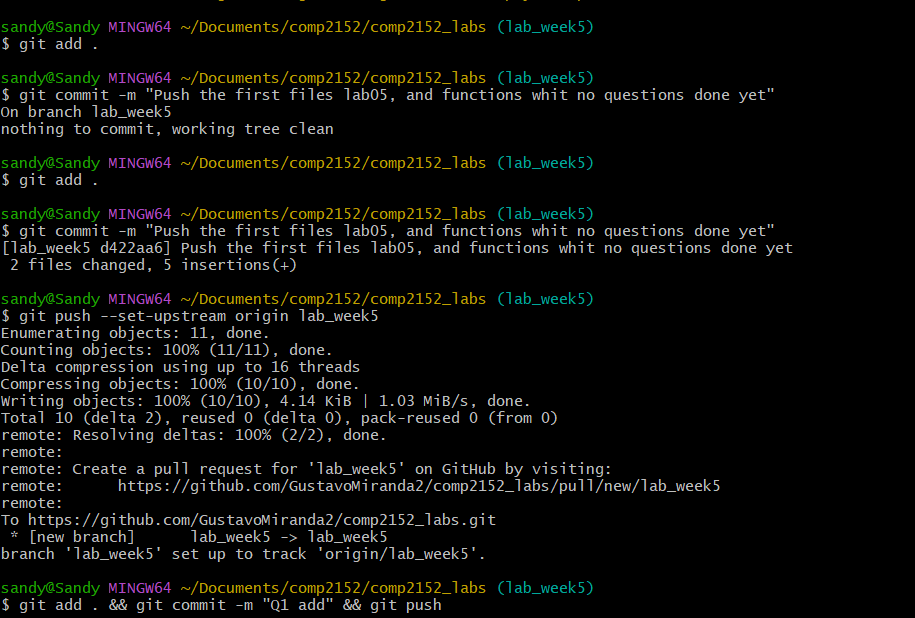 sandy@Sandy MINGW64 ~/Documents/comp2152/comp2152_labs (lab_week5)
$ git add .
sandy@Sandy MINGW64 ~/Documents/comp2152/comp2152_labs (lab_week5)
$ git commit -m "Push the first files lab05, and functions whit no questions done yet"
On branch lab_week5
nothing to commit, working tree clean
sandy@Sandy MINGW64 ~/Documents/comp2152/comp2152_labs (lab_week5)
$ git add .
sandy@Sandy MINGW64 ~/Documents/comp2152/comp2152_labs (lab_week5)
$ git commit -m "Push the first files lab05, and functions whit no questions done yet"
[lab_week5 d422aa6] Push the first files lab05, and functions whit no questions done yet
 2 files changed, 5 insertions(+)
sandy@Sandy MINGW64 ~/Documents/comp2152/comp2152_labs (lab_week5)
$ git push --set-upstream origin lab_week5
Enumerating objects: 11, done.
Counting objects: 100% (11/11), done.
Delta compression using up to 16 threads
Compressing objects: 100% (10/10), done.
Writing objects: 100% (10/10), 4.14 KiB | 1.03 MiB/s, done.
Total 10 (delta 2), reused 0 (delta 0), pack-reused 0 (from 0)
remote: Resolving deltas: 100% (2/2), done.
remote:
remote: Create a pull request for 'lab_week5' on GitHub by visiting:
remote:      https://github.com/GustavoMiranda2/comp2152_labs/pull/new/lab_week5
remote:
To https://github.com/GustavoMiranda2/comp2152_labs.git
 * [new branch]      lab_week5 -> lab_week5
branch 'lab_week5' set up to track 'origin/lab_week5'.
sandy@Sandy MINGW64 ~/Documents/comp2152/comp2152_labs (lab_week5)
$ git add . && git commit -m "Q1 add" && git push